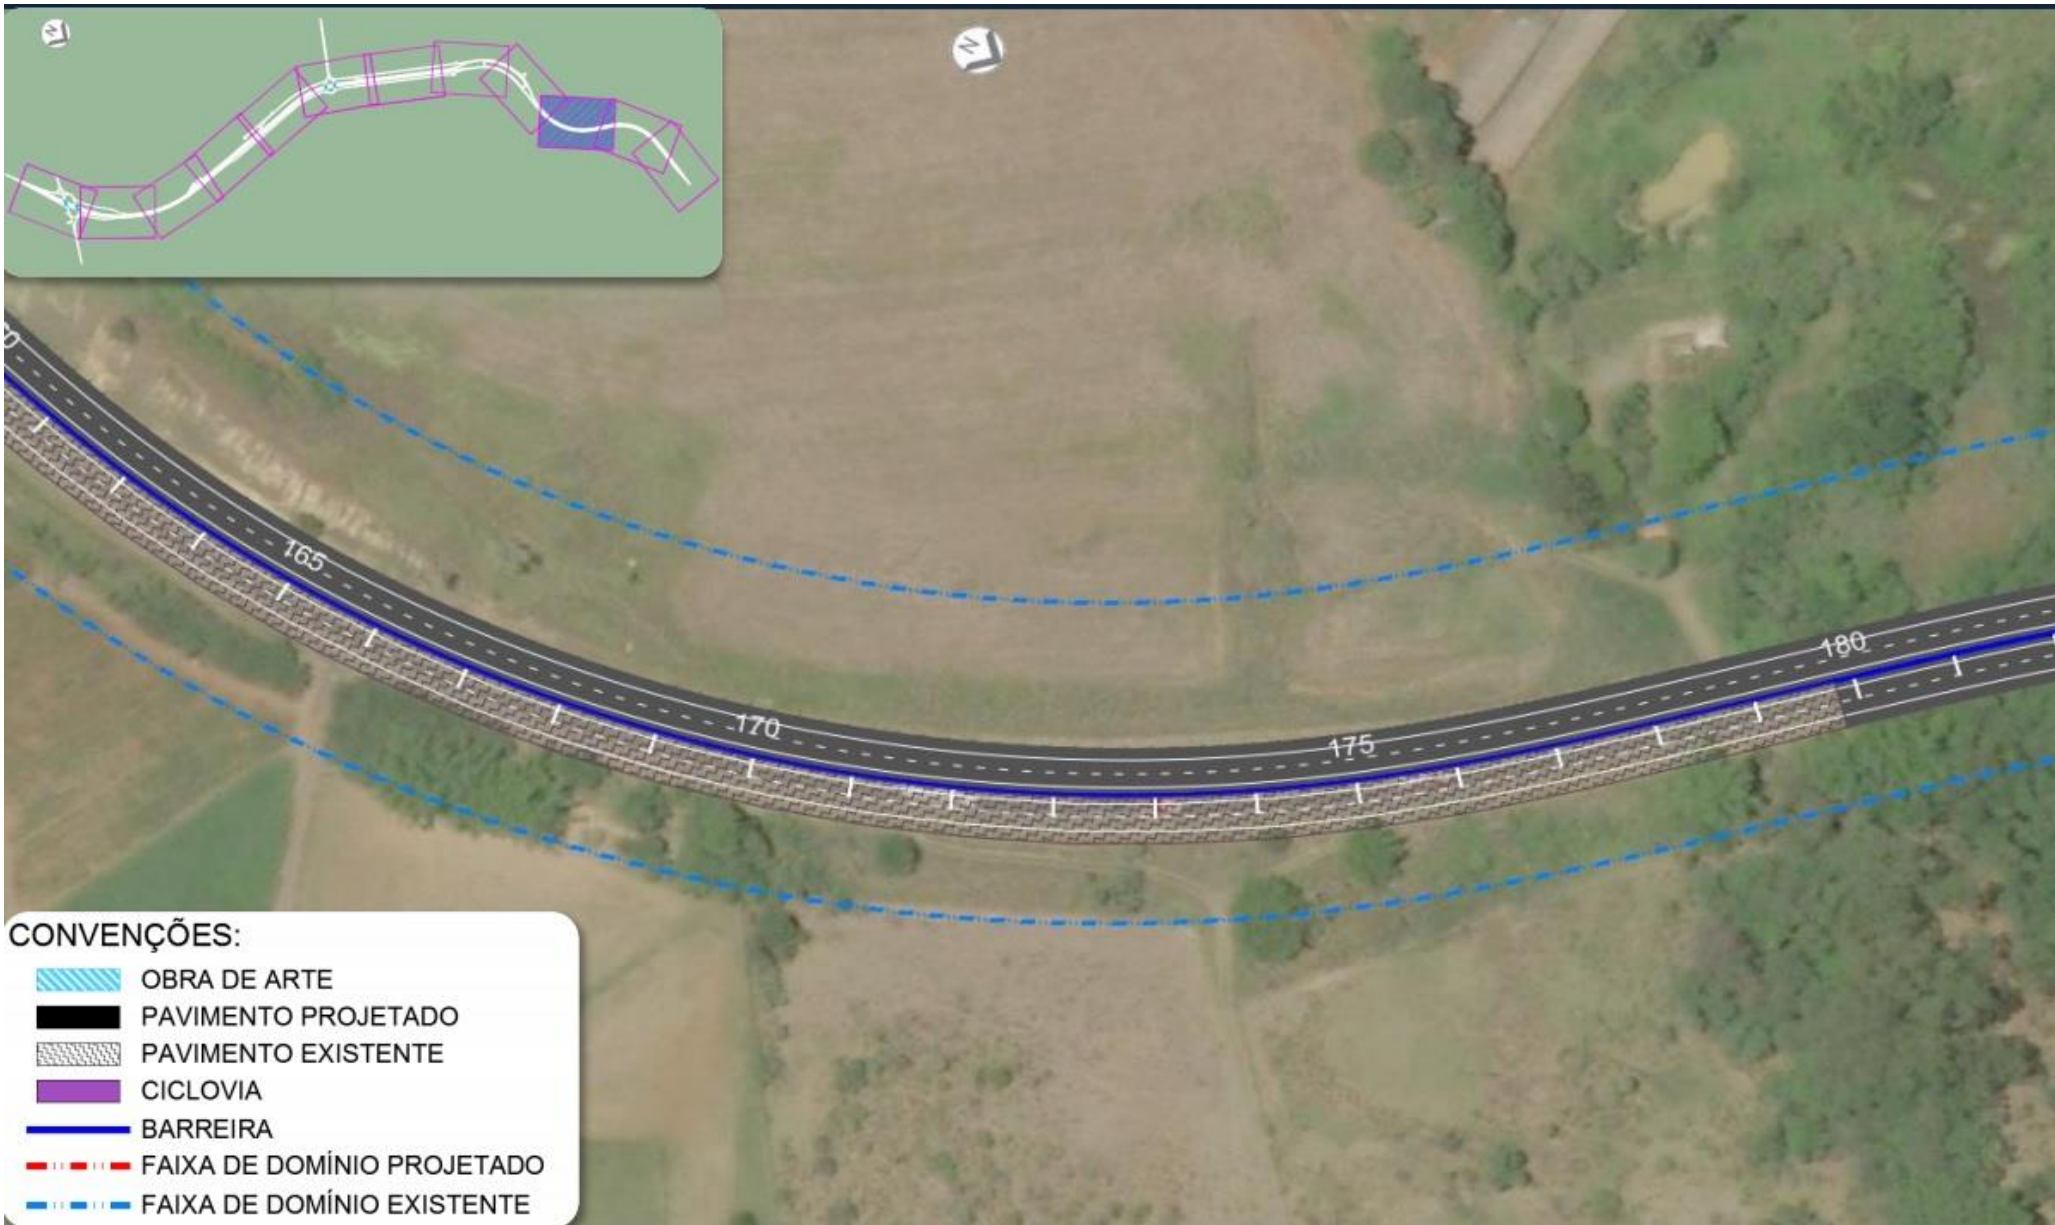 N
N
165
170
175
180
CONVENÇÕES:
OBRA DE ARTE
PAVIMENTO PROJETADO
PAVIMENTO EXISTENTE
CICLOVIA
BARREIRA
FAIXA DE DOMÍNIO PROJETADO
FAIXA DE DOMÍNIO EXISTENTE